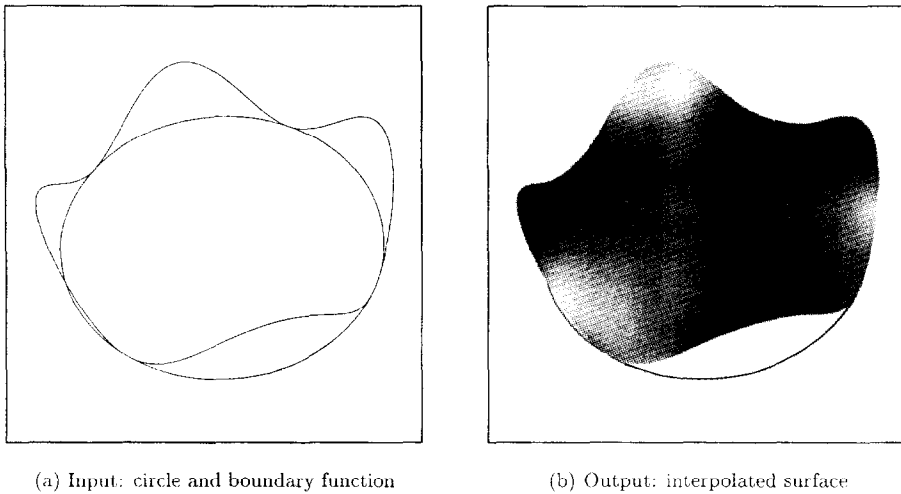 (a) Input: circle and boundary function
(b) Output: interpolated surface